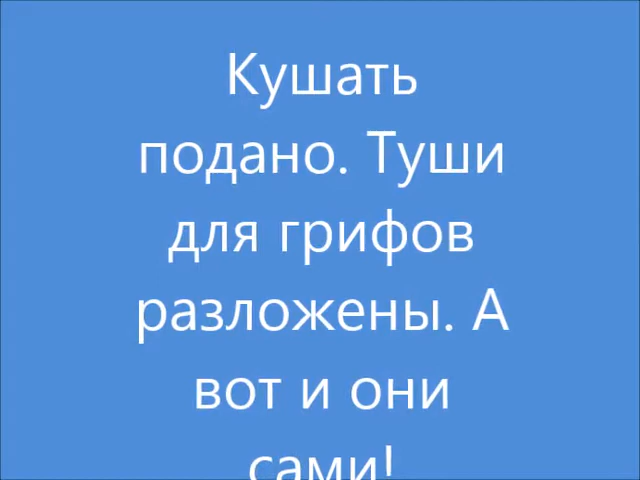 Кушать
подано. Туши
для грифов
разложены. А
вот и они
сами!